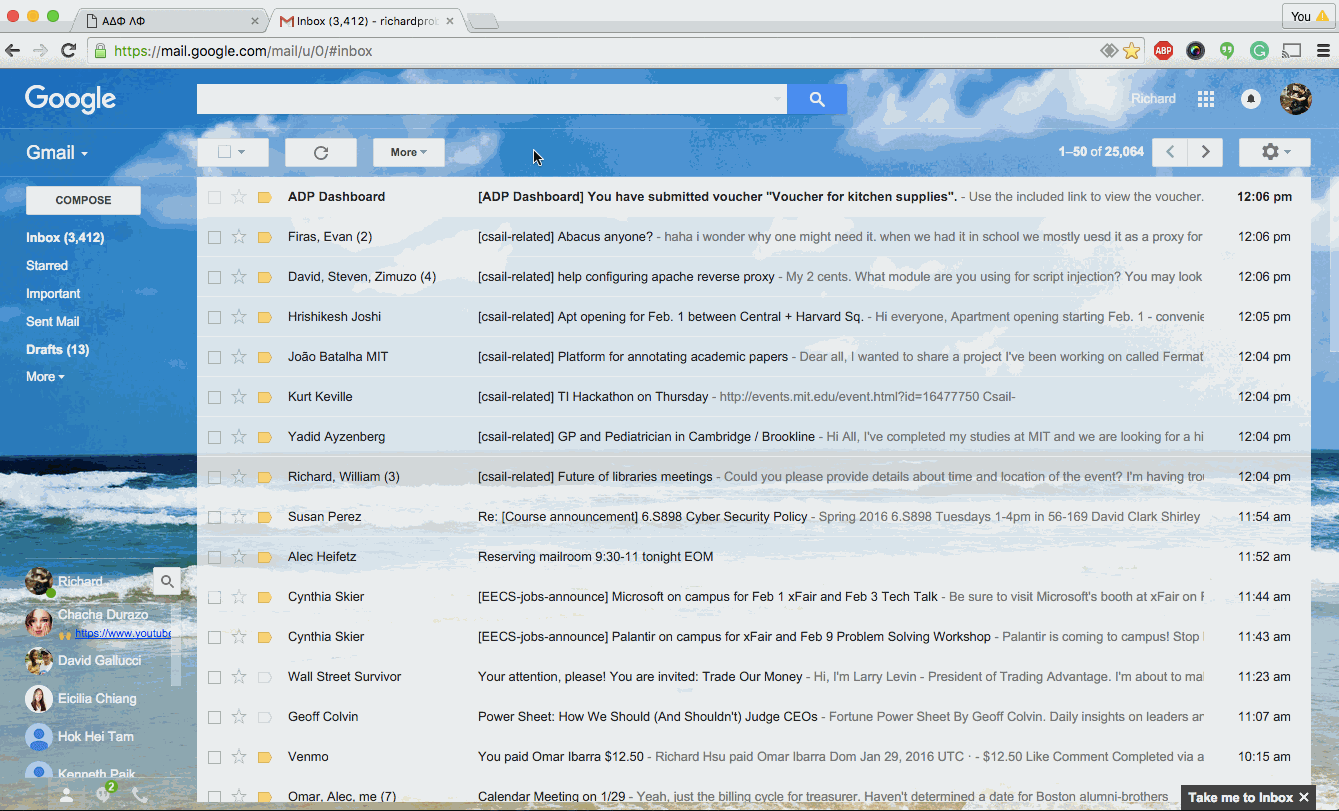 ΑΔΦ ΛΦ
Inbox (3,412) - richardprob
You
https://mail.google.com/mail/u/0/#inbox
ABP
Google
Richard
Gmail
More
1–50 of 25,064
COMPOSE
Inbox (3,412)
Starred
Important
Sent Mail
Drafts (13)
More
ADP Dashboard [ADP Dashboard] You have submitted voucher "Voucher for kitchen supplies". - Use the included link to view the voucher. 12:06 pm
Firas, Evan (2) [csail-related] Abacus anyone? - haha i wonder why one might need it. when we had it in school we mostly uesd it as a proxy for 12:06 pm
David, Steven, Zimuzo (4) [csail-related] help configuring apache reverse proxy - My 2 cents. What module are you using for script injection? You may look 12:06 pm
Hrishikesh Joshi [csail-related] Apt opening for Feb. 1 between Central + Harvard Sq. - Hi everyone, Apartment opening starting Feb. 1 - convenie 12:05 pm
João Batalha MIT [csail-related] Platform for annotating academic papers - Dear all, I wanted to share a project I've been working on called Fermat 12:04 pm
Kurt Keville [csail-related] TI Hackathon on Thursday - http://events.mit.edu/event.html?id=16477750 Csail- 12:04 pm
Yadid Ayzenberg [csail-related] GP and Pediatrician in Cambridge / Brookline - Hi All, I've completed my studies at MIT and we are looking for a hi 12:04 pm
Richard, William (3) [csail-related] Future of libraries meetings - Could you please provide details about time and location of the event? I'm having tro 12:04 pm
Susan Perez Re: [Course announcement] 6.S898 Cyber Security Policy - Spring 2016 6.S898 Tuesdays 1-4pm in 56-169 David Clark Shirley 11:54 am
Alec Heifetz Reserving mailroom 9:30-11 tonight EOM 11:52 am
Cynthia Skier [EECS-jobs-announce] Microsoft on campus for Feb 1 xFair and Feb 3 Tech Talk - Be sure to visit Microsoft's booth at xFair on F 11:44 am
Cynthia Skier [EECS-jobs-announce] Palantir on campus for xFair and Feb 9 Problem Solving Workshop - Palantir is coming to campus! Stop 11:43 am
Wall Street Survivor Your attention, please! You are invited: Trade Our Money - Hi, I'm Larry Levin - President of Trading Advantage. I'm about to ma 11:23 am
Geoff Colvin Power Sheet: How We Should (And Shouldn't) Judge CEOs - Fortune Power Sheet By Geoff Colvin. Daily insights on leaders an 11:07 am
Venmo You paid Omar Ibarra $12.50 - Richard Hsu paid Omar Ibarra Dom Jan 29, 2016 UTC · - $12.50 Like Comment Completed via a 10:15 am
Omar, Alec, me (7) Calendar Meeting on 1/29 - Yeah, just the billing cycle for treasurer. Haven't determined a date for Boston alumni-brothers
Richard
Chacha Durazo
https://www.youtube
David Gallucci
Eicilia Chiang
Hok Hei Tam
Kenneth Paik
2
Take me to Inbox